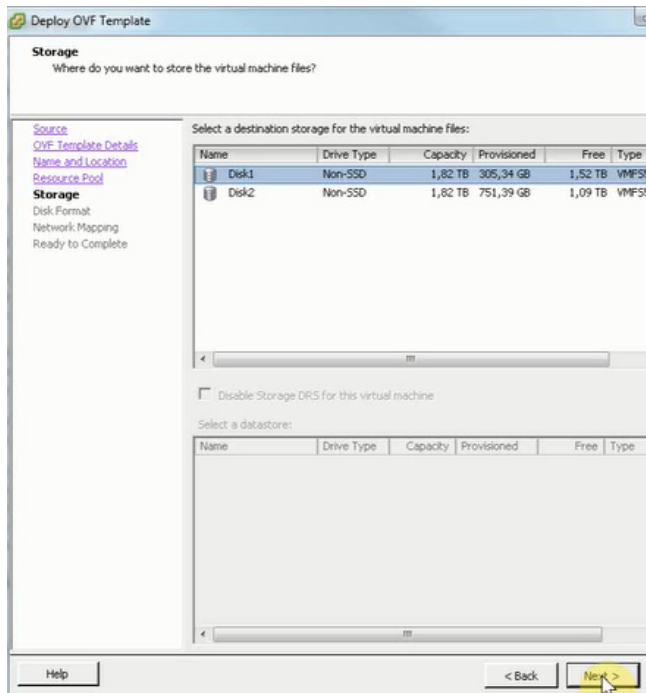 Deploy OVF Template
Storage
Where do you want to store the virtual machine files?
Source
OVF Template Details
Name and Location
Resource Pool
Storage
Disk Format
Network Mapping
Ready to Complete
Select a destination storage for the virtual machine files:
Name Drive Type Capacity Provisioned Free Type
Disk1 Non-SSD 1,82 TB 305,34 GB 1,52 TB VMFS5
Disk2 Non-SSD 1,82 TB 751,39 GB 1,09 TB VMFS5
Disable Storage DRS for this virtual machine
Select a datastore:
Name Drive Type Capacity Provisioned Free Type
Help < Back Next >